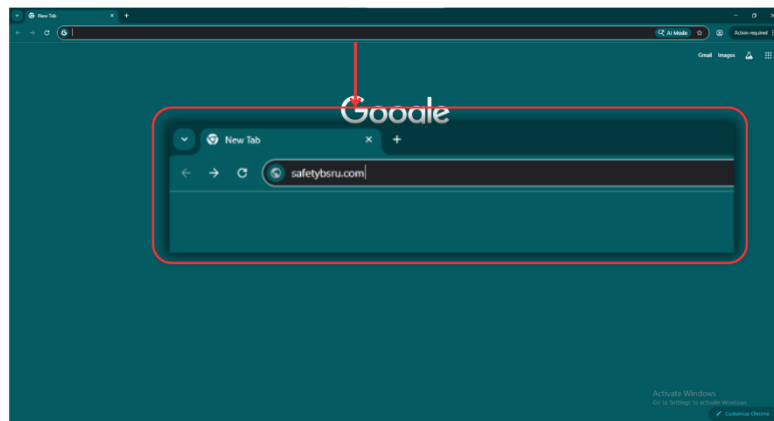 New Tab
AI Mode
Action required
Gmail Images
Google
New Tab
safetybsru.com
Activate Windows
Go to Settings to activate Windows.
Customize Chrome